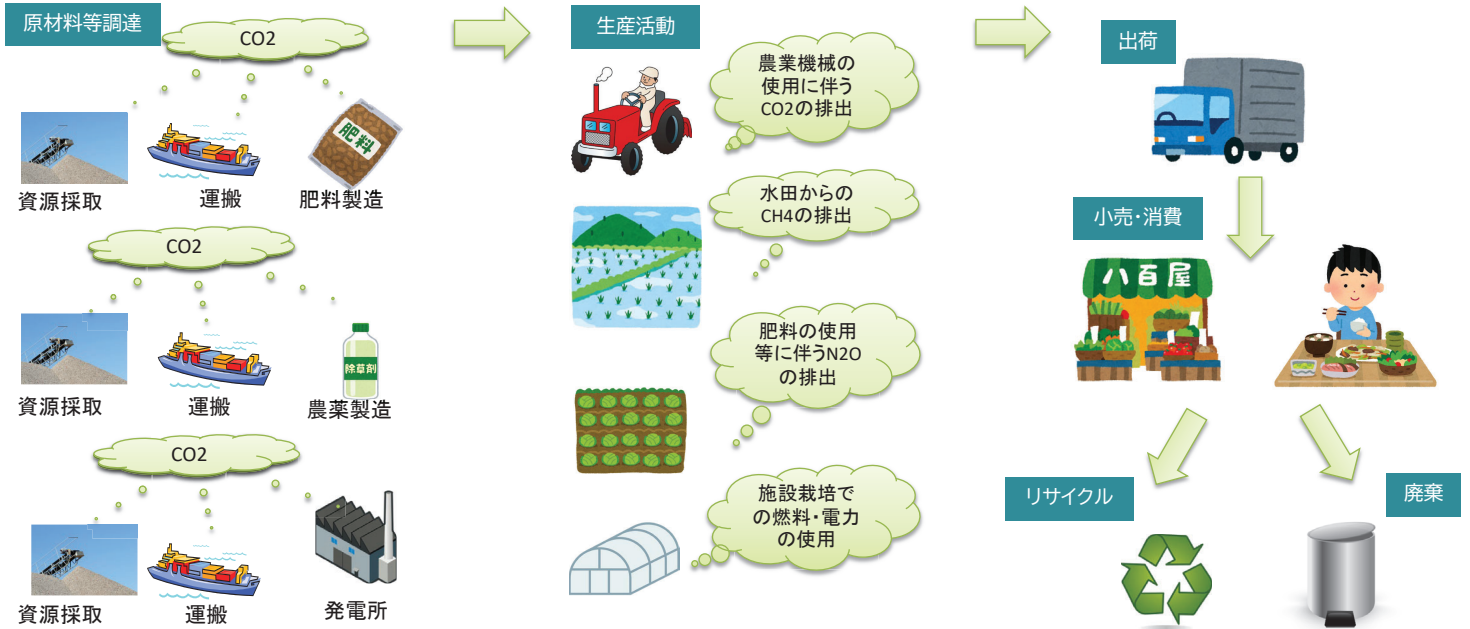 原材料等調達
CO2
肥料
資源採取
運搬
肥料製造
CO2
除草剤
資源採取
運搬
農薬製造
CO2
資源採取
運搬
発電所
生産活動
農業機械の
使用に伴う
CO2の排出
水田からの
CH4の排出
肥料の使用
等に伴うN2O
の排出
施設栽培で
の燃料・電力
の使用
出荷
小売・消費
八百屋
リサイクル
廃棄